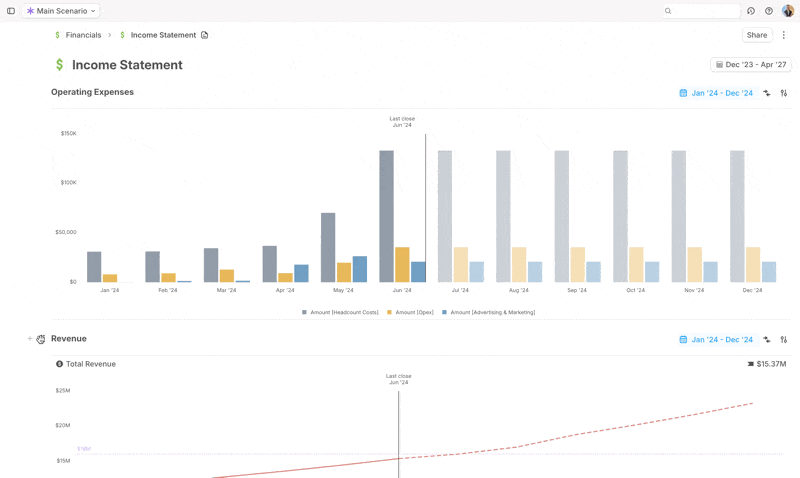 Main Scenario
Financials > Income Statement
Share
Income Statement
Dec '23 - Apr '27
Operating Expenses
Jan '24 - Dec '24
Last close
Jun '24
$150K
$100K
$50,000
$0
Jan '24 Feb '24 Mar '24 Apr '24 May '24 Jun '24 Jul '24 Aug '24 Sep '24 Oct '24 Nov '24 Dec '24
Amount [Headcount Costs] Amount [Opex] Amount [Advertising & Marketing]
Revenue
Jan '24 - Dec '24
Total Revenue
$15.37M
Last close
Jun '24
$25M
$20M
$15M